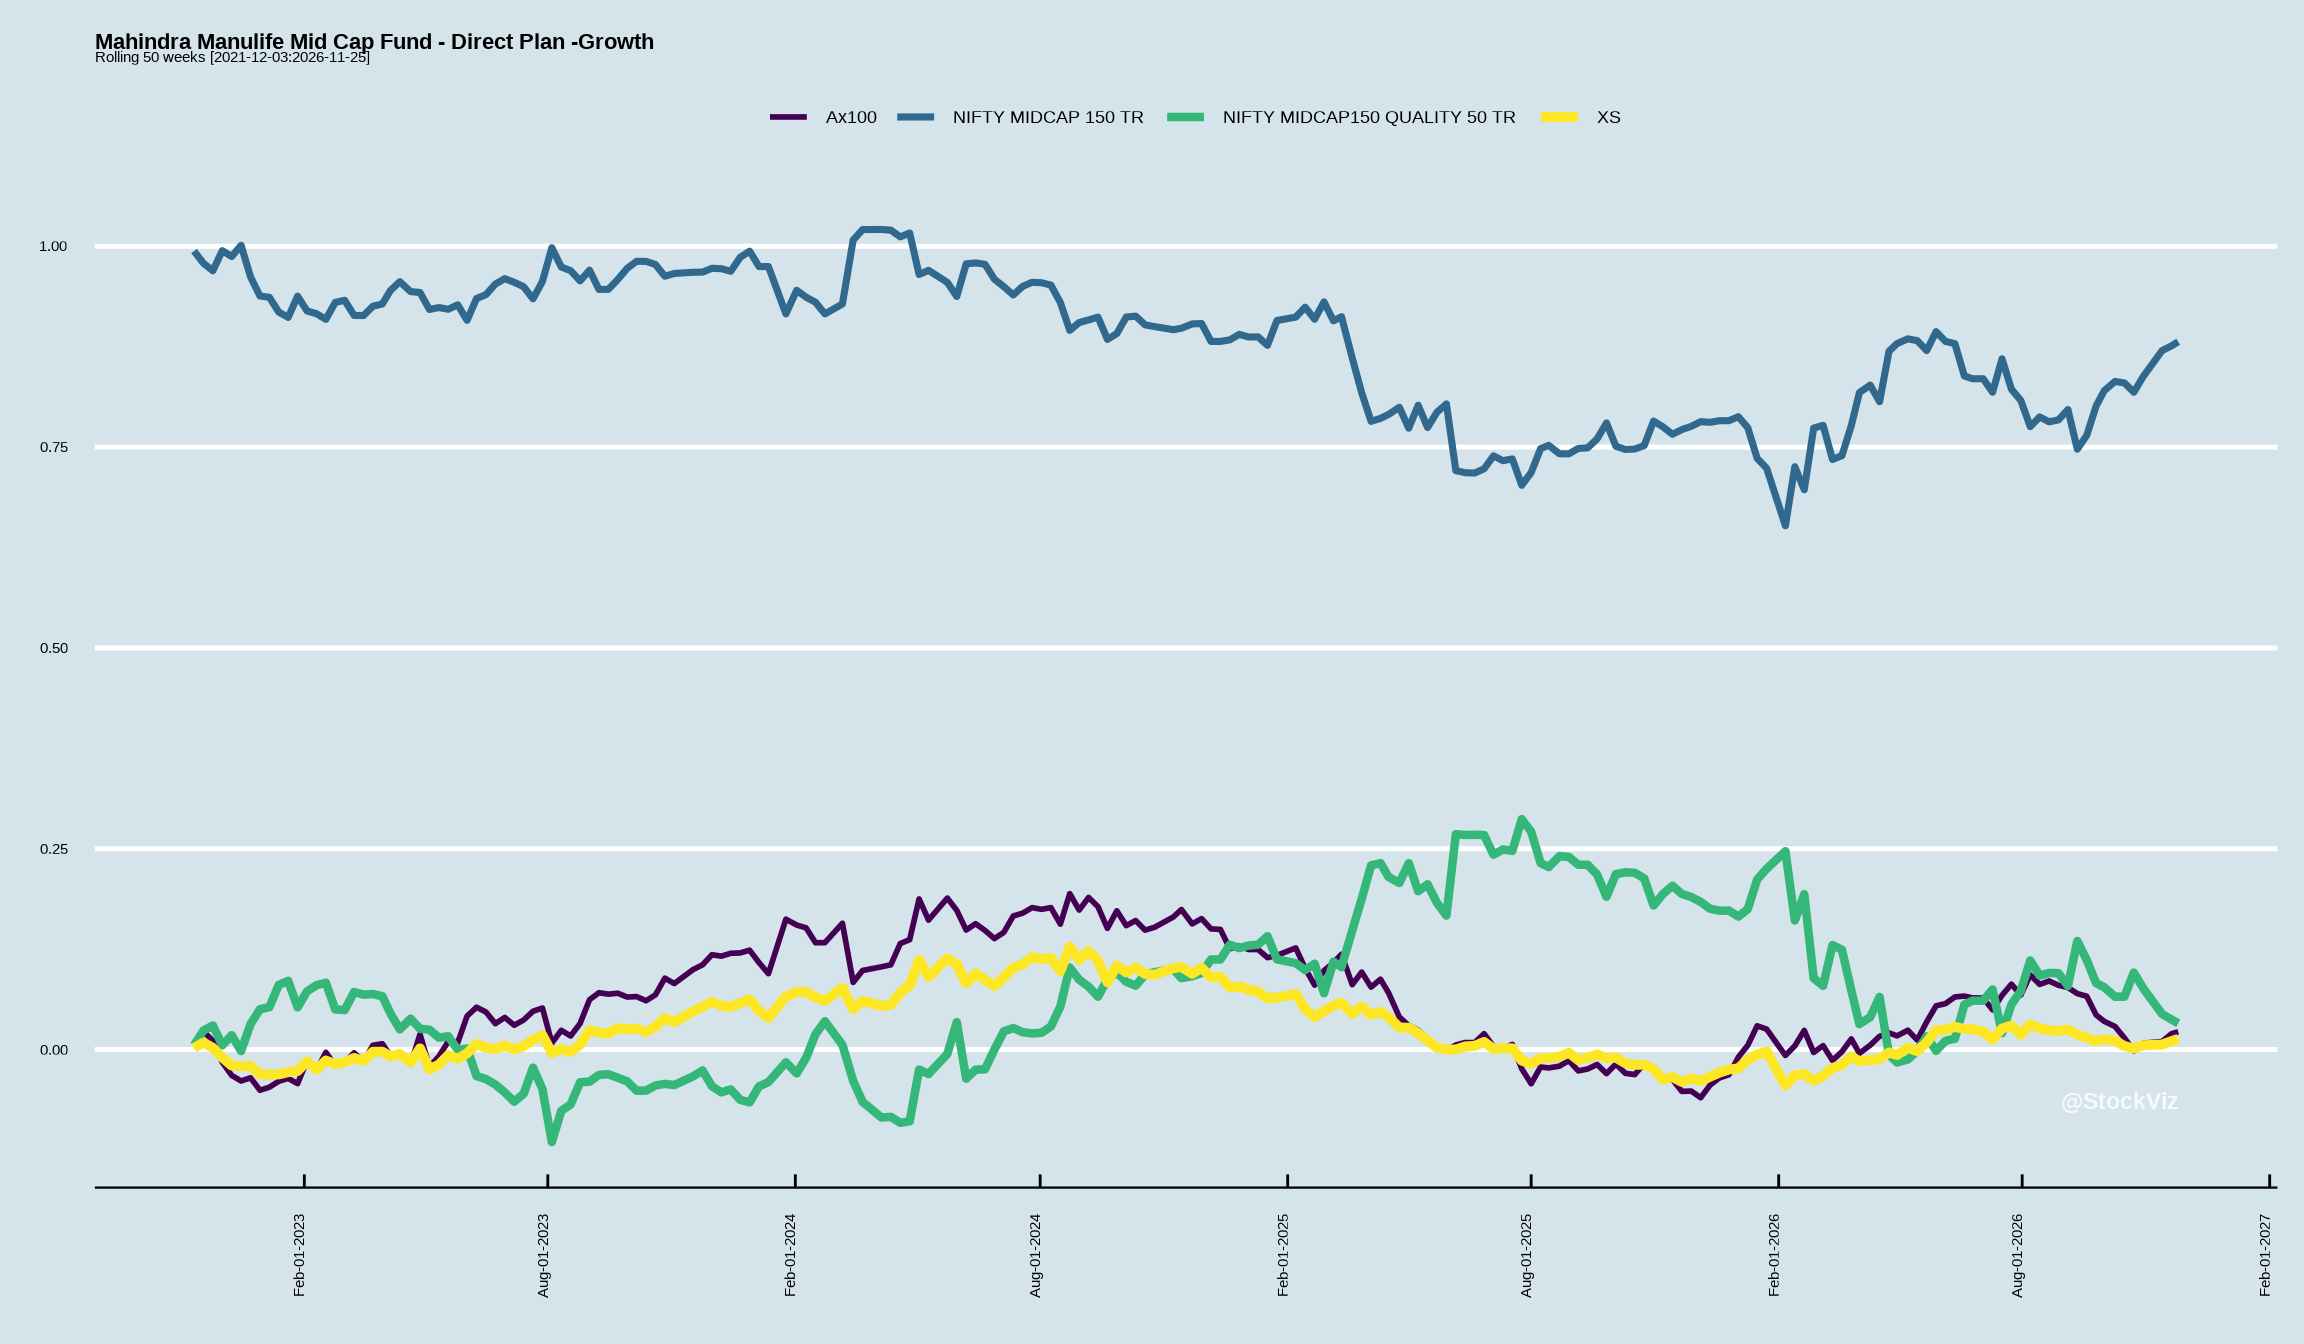 Mahindra Manulife Mid Cap Fund - Direct Plan -Growth
Rolling 50 weeks [2021-12-03:2026-11-25]
Ax100 NIFTY MIDCAP 150 TR NIFTY MIDCAP150 QUALITY 50 TR XS
1.00
0.75
0.50
0.25
0.00
@StockViz
Feb-01-2023
Aug-01-2023
Feb-01-2024
Aug-01-2024
Feb-01-2025
Aug-01-2025
Feb-01-2026
Aug-01-2026
Feb-01-2027